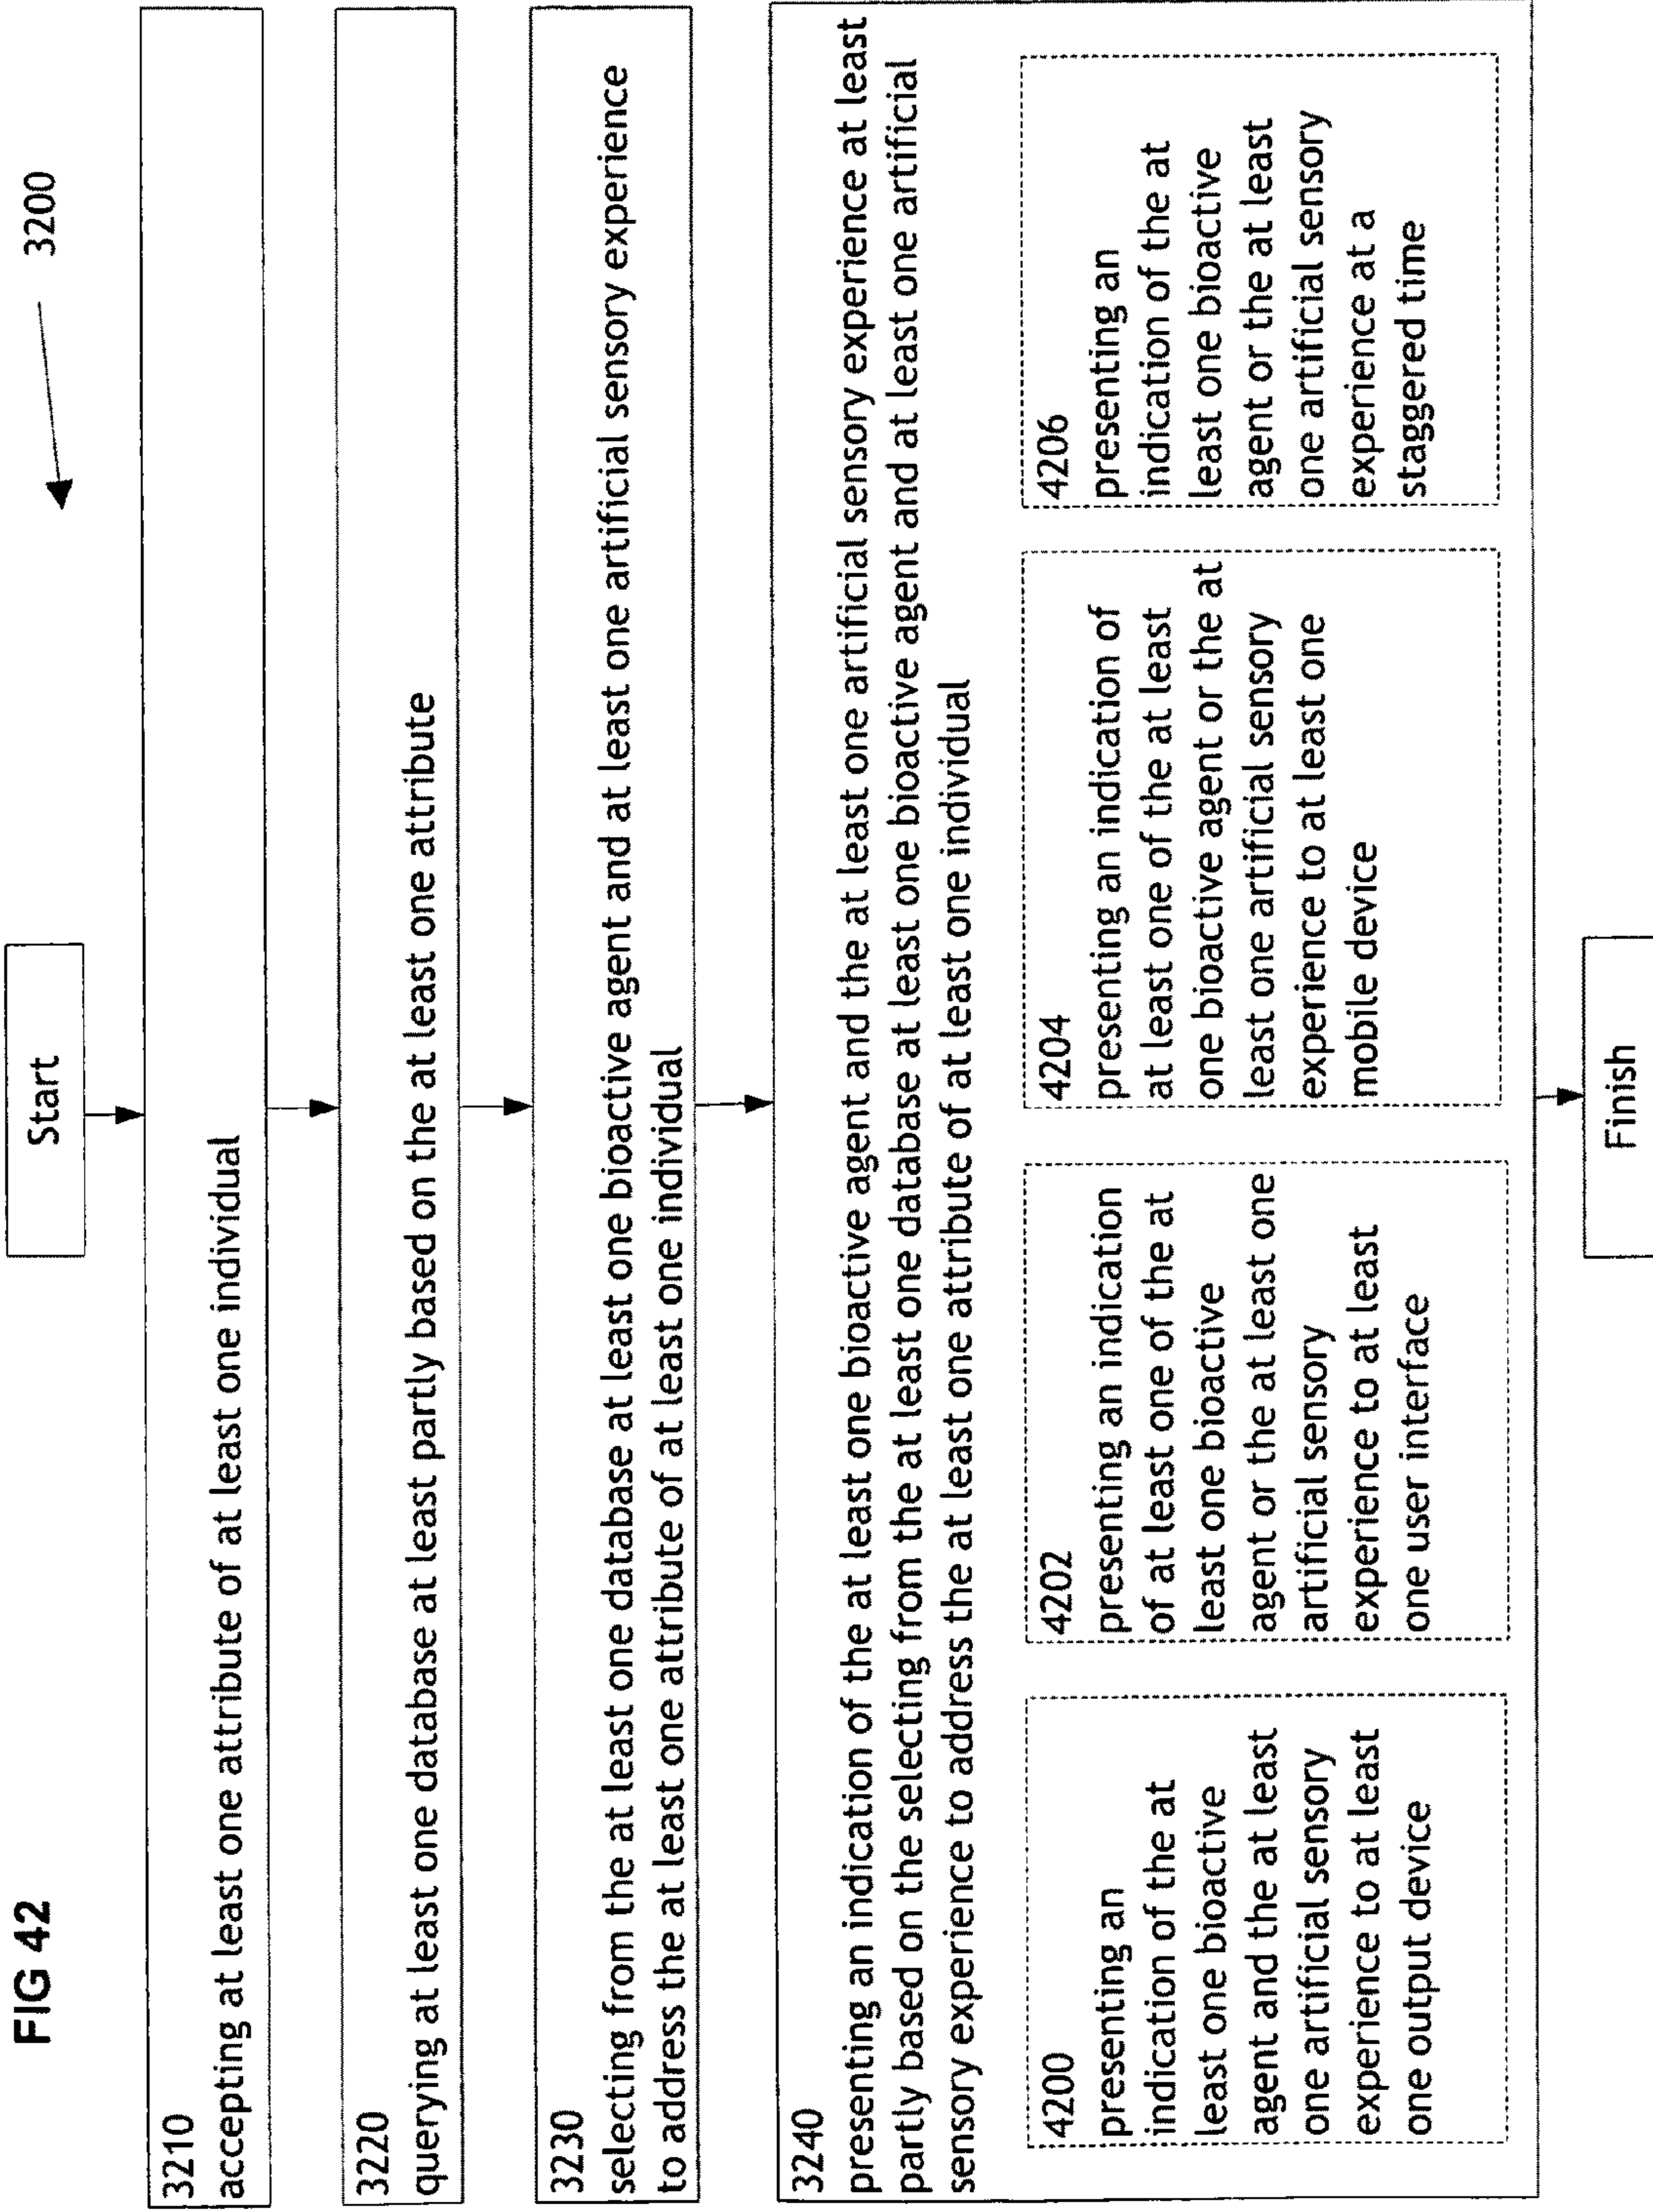 FIG 42
3200
Start
3210
accepting at least one attribute of at least one individual
3220
querying at least one database at least partly based on the at least one attribute
3230
selecting from the at least one database at least one bioactive agent and at least one artificial sensory experience
to address the at least one attribute of at least one individual
3240
presenting an indication of the at least one bioactive agent and the at least one artificial sensory experience at least
partly based on the selecting from the at least one database at least one bioactive agent and at least one artificial
sensory experience to address the at least one attribute of at least one individual
4200
presenting an
indication of the at
least one bioactive
agent and the at least
one artificial sensory
experience to at least
one output device
4202
presenting an indication
of at least one of the at
least one bioactive
agent or the at least one
artificial sensory
experience to at least
one user interface
4204
presenting an indication of
at least one of the at least
one bioactive agent or the at
least one artificial sensory
experience to at least one
mobile device
4206
presenting an
indication of the at
least one bioactive
agent or the at least
one artificial sensory
experience at a
staggered time
Finish